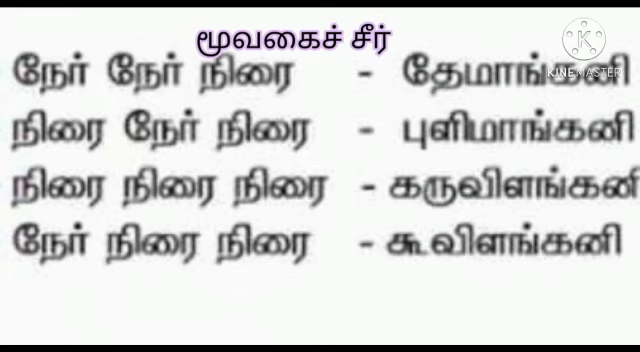 மூவகைச் சீர்
K
KINEMASTER
நேர் நேர் நிரை - தேமாங்கனி
நிரை நேர் நிரை - புளிமாங்கனி
நிரை நிரை நிரை - கருவிளங்கனி
நேர் நிரை நிரை - கூவிளங்கனி